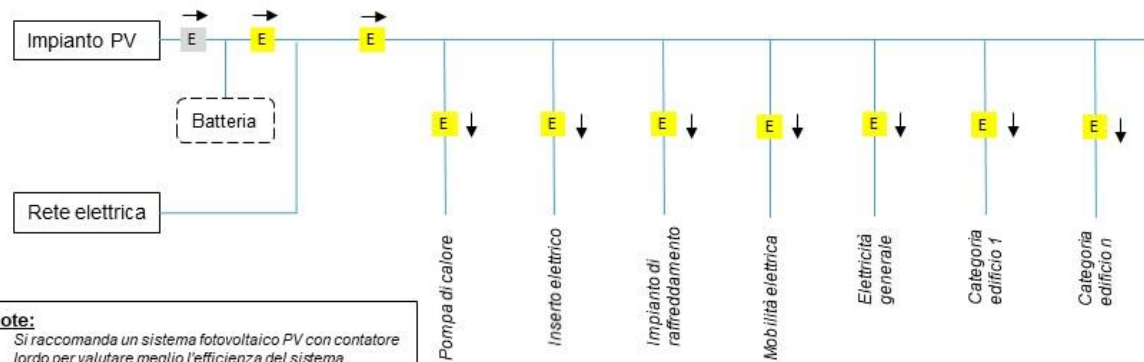 Impianto PV
E
E
E
Batteria
E
E
E
E
E
E
E
Rete elettrica
Pompa di calore
Inserto elettrico
Impianto di
raffreddamento
Mobilità elettrica
Elettricità
generale
Categoria
edificio 1
Categoria
edificio n
ote:
Si raccomanda un sistema fotovoltaico PV con contatore
lordo per valutare meglio l'efficienza del sistema